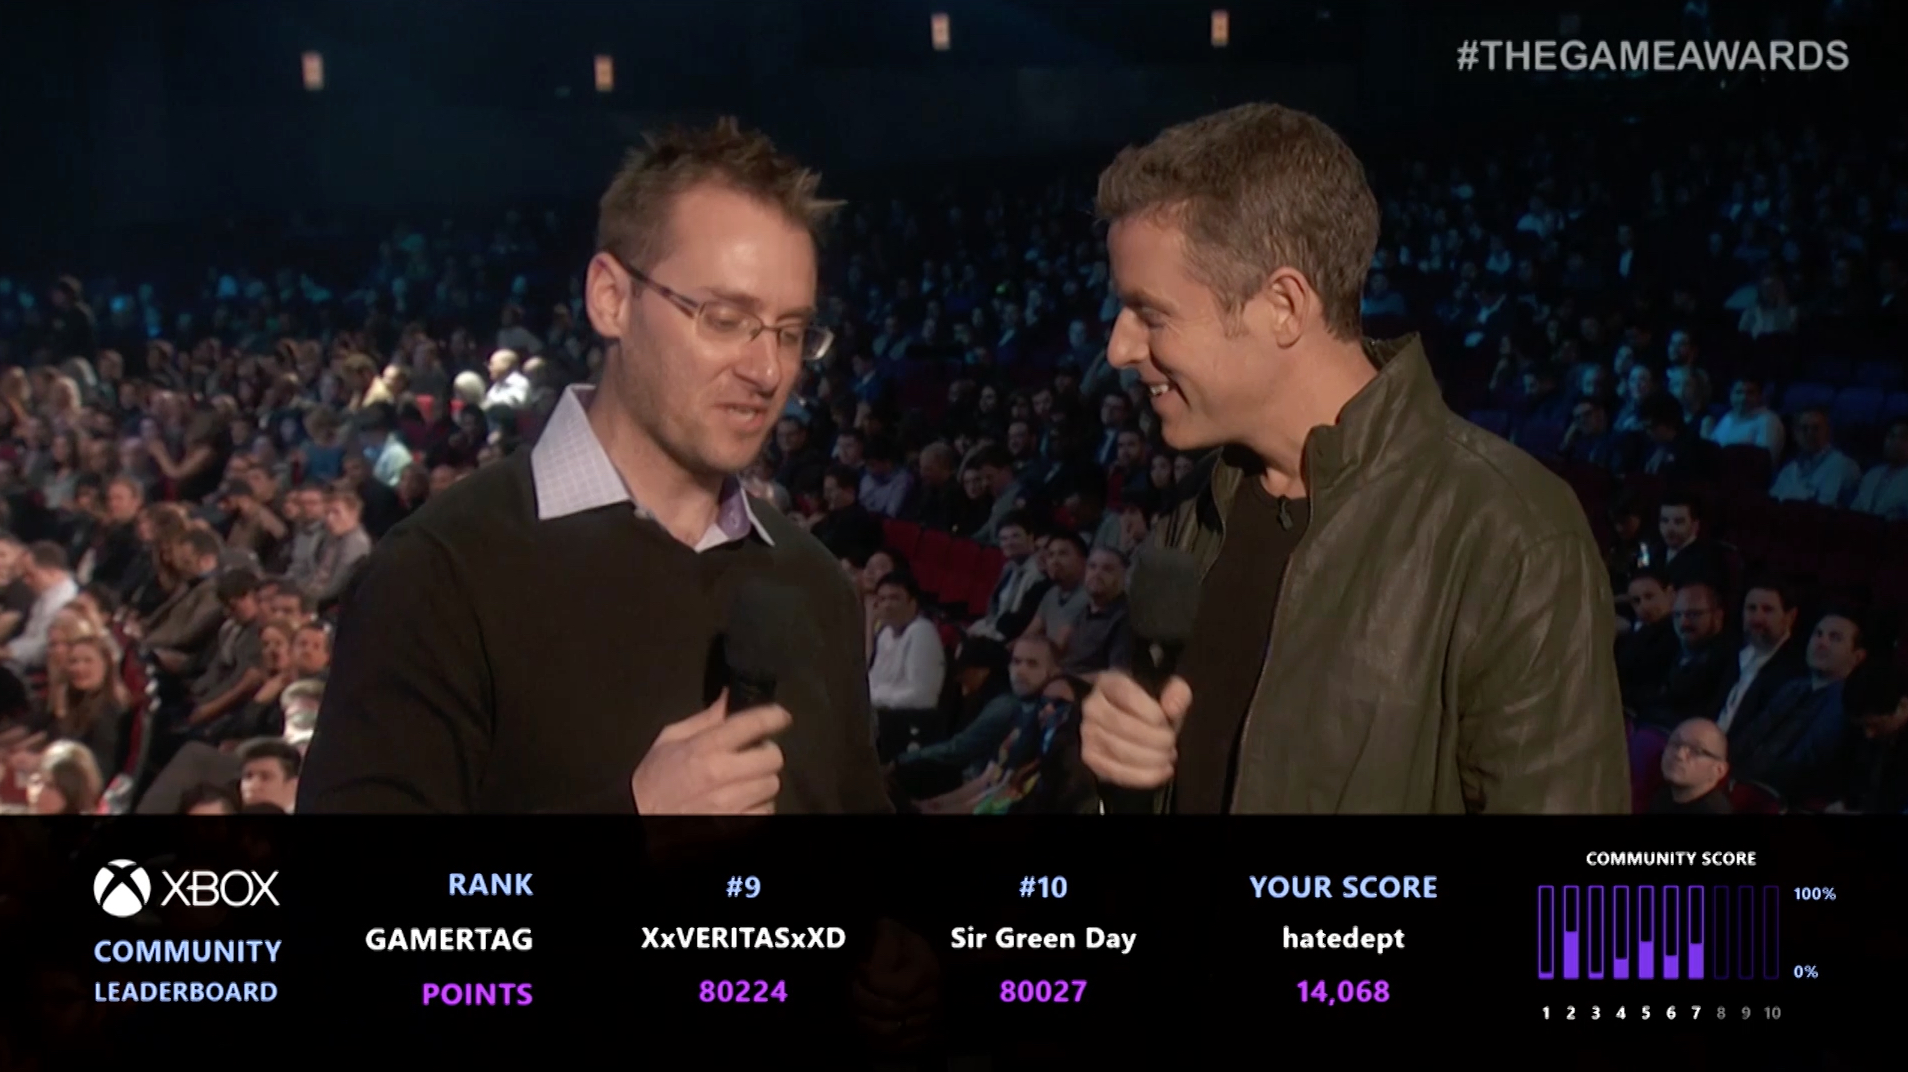 #THEGAMEAWARDS
XBOX
COMMUNITY
LEADERBOARD
RANK
GAMERTAG
POINTS
#9
XxVERITASxXD
80224
#10
Sir Green Day
80027
YOUR SCORE
hatedept
14,068
COMMUNITY SCORE
100%
0%
1 2 3 4 5 6 7 8 9 10